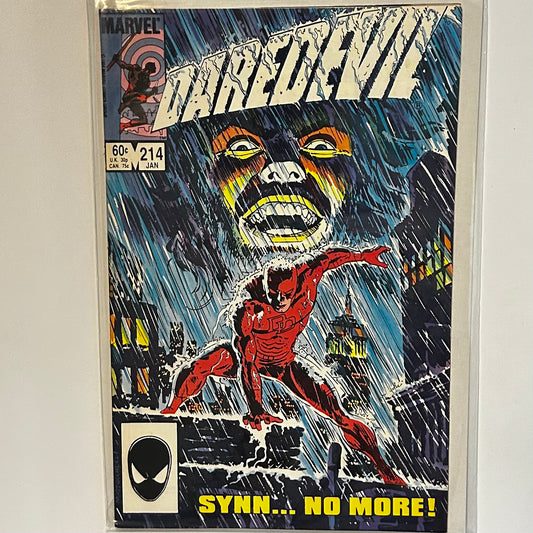 MARVEL
DAREDEVIL
60¢
U.K. 30p
CAN. 75¢
214
JAN
SYNN... NO MORE!